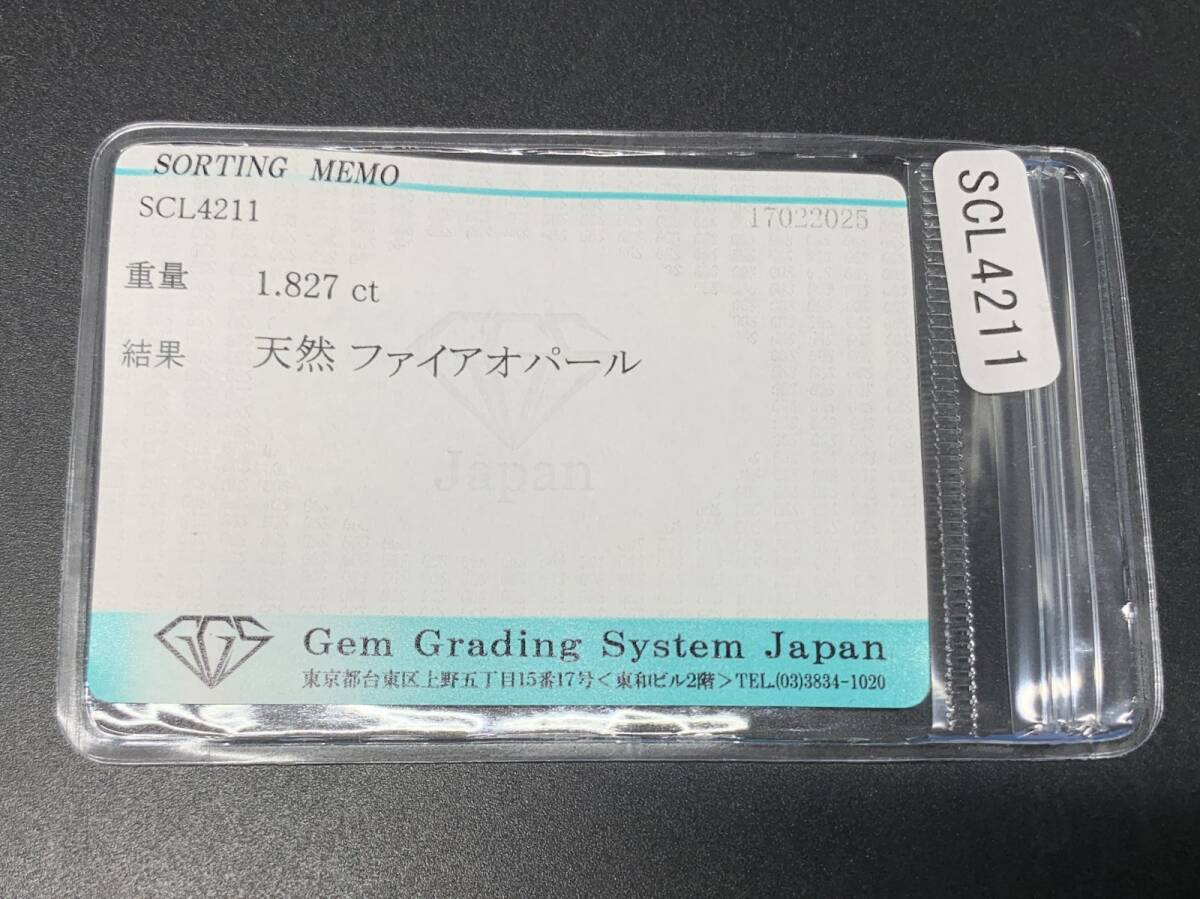 SORTING MEMO
SCL4211
17022025
重量 1.827 ct
結果 天然 ファイアオパール
Japan
GGS
Gem Grading System Japan
東京都台東区上野五丁目15番17号<東和ビル2階>TEL.(03)3834-1020
SCL4211